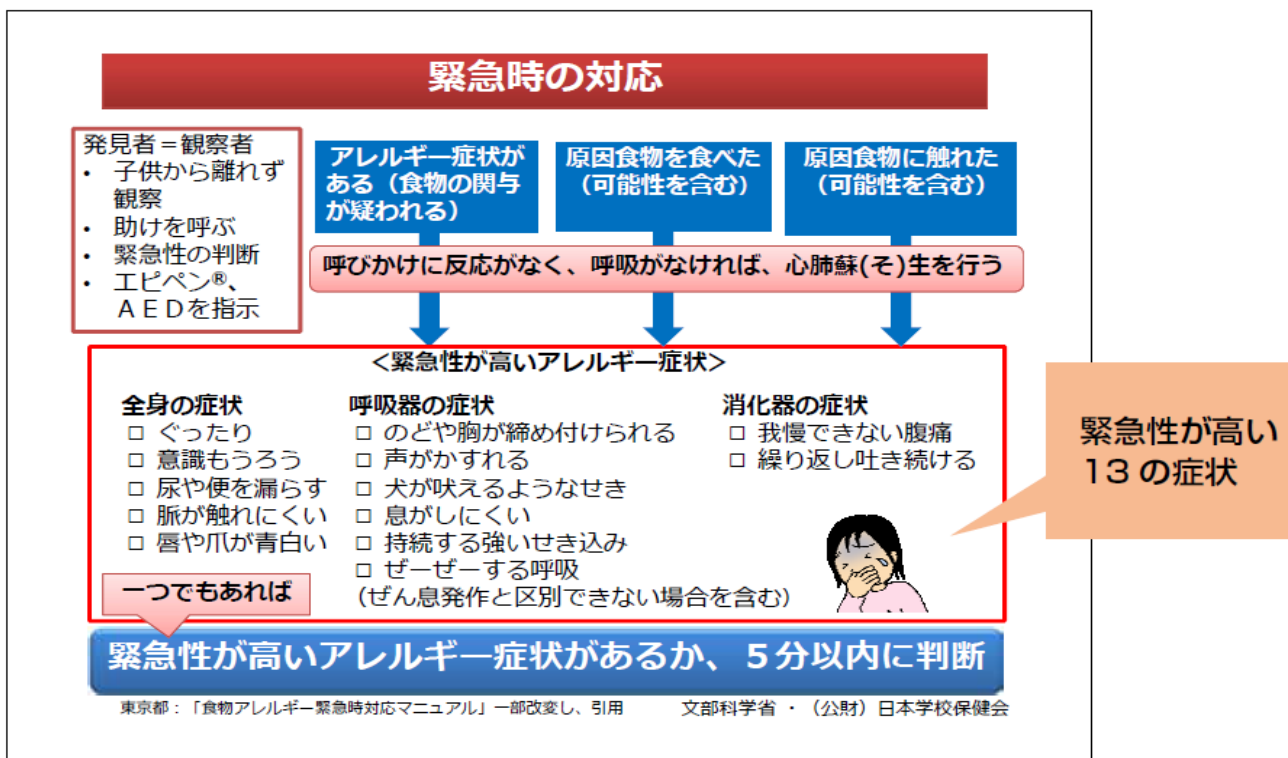 緊急時の対応
発見者＝観察者
・ 子供から離れず
観察
・ 助けを呼ぶ
・ 緊急性の判断
・ エピペン®、
ＡＥＤを指示
アレルギー症状が
ある（食物の関与
が疑われる）
原因食物を食べた
（可能性を含む）
原因食物に触れた
（可能性を含む）
呼びかけに反応がなく、呼吸がなければ、心肺蘇(そ)生を行う
＜緊急性が高いアレルギー症状＞
全身の症状
□ ぐったり
□ 意識もうろう
□ 尿や便を漏らす
□ 脈が触れにくい
□ 唇や爪が青白い
呼吸器の症状
□ のどや胸が締め付けられる
□ 声がかすれる
□ 犬が吠えるようなせき
□ 息がしにくい
□ 持続する強いせき込み
□ ぜーぜーする呼吸
（ぜん息発作と区別できない場合を含む）
消化器の症状
□ 我慢できない腹痛
□ 繰り返し吐き続ける
緊急性が高い
13 の症状
一つでもあれば
緊急性が高いアレルギー症状があるか、５分以内に判断
東京都：「食物アレルギー緊急時対応マニュアル」一部改変し、引用
文部科学省 ・（公財）日本学校保健会